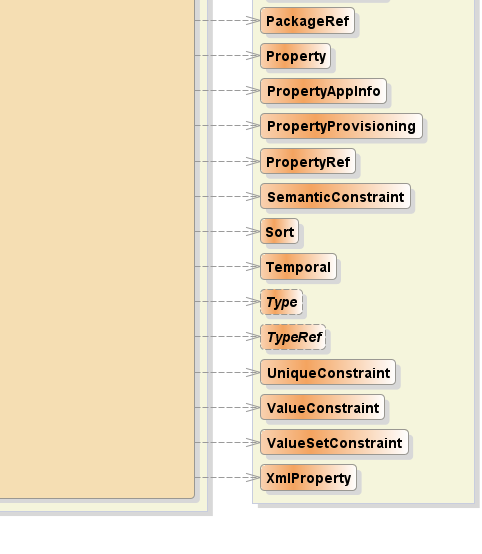 PackageRef
Property
PropertyAppInfo
PropertyProvisioning
PropertyRef
SemanticConstraint
Sort
Temporal
Type
TypeRef
UniqueConstraint
ValueConstraint
ValueSetConstraint
XmlProperty